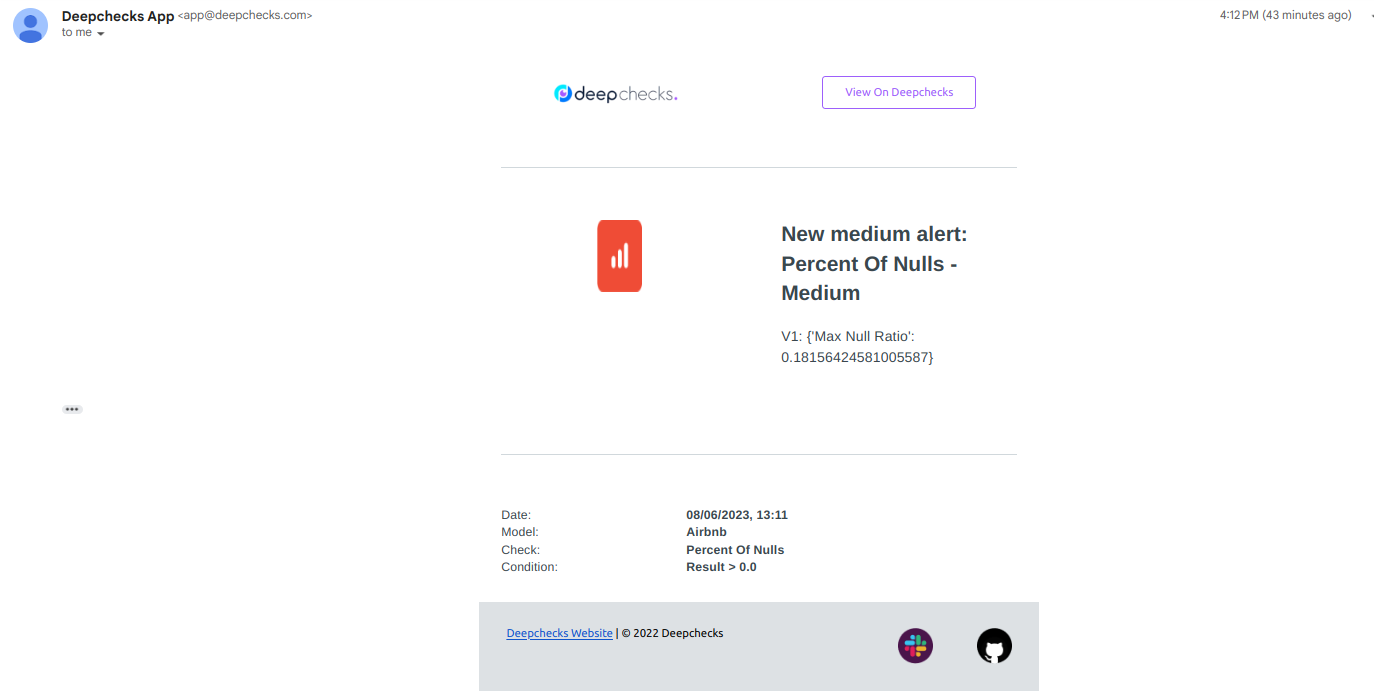 Deepchecks App <app@deepchecks.com>
4:12 PM (43 minutes ago)
to me
deepchecks.
View On Deepchecks
New medium alert:
Percent Of Nulls -
Medium
V1: {'Max Null Ratio':
0.18156424581005587}
Date: 08/06/2023, 13:11
Model: Airbnb
Check: Percent Of Nulls
Condition: Result > 0.0
Deepchecks Website | © 2022 Deepchecks